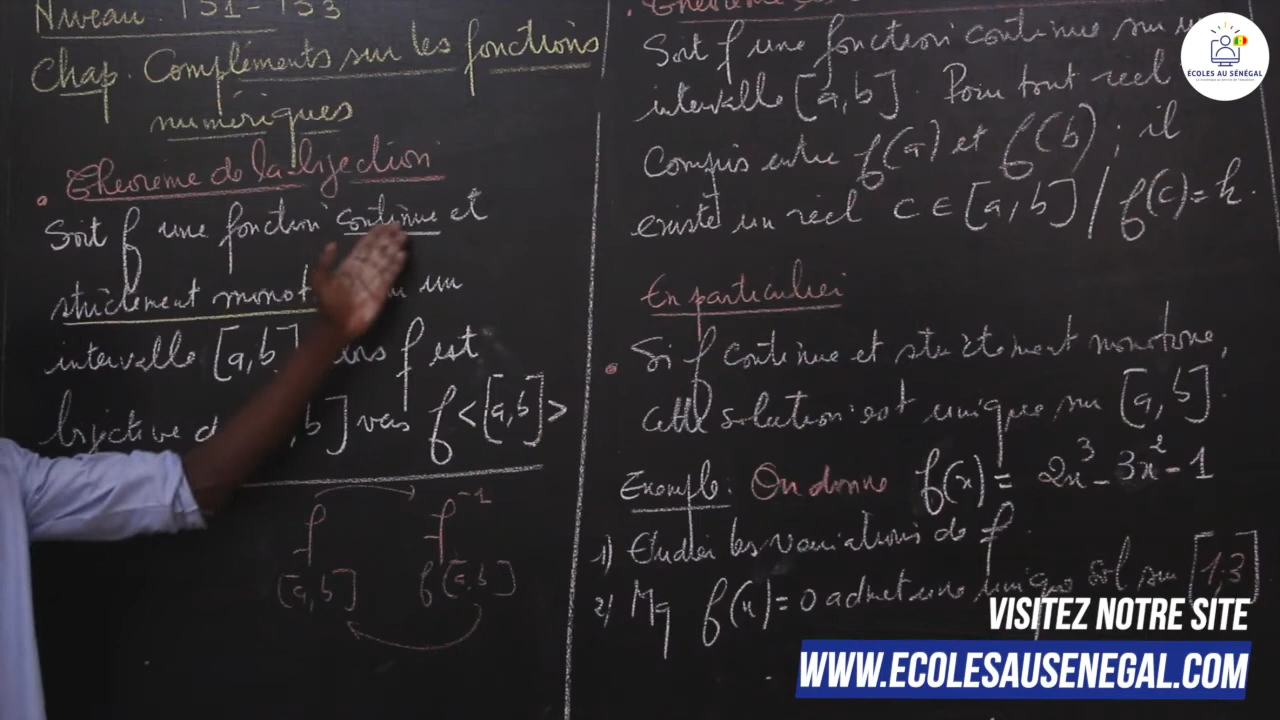 Niveau : TS1 - TS3
Chap. Compléments sur les fonctions
numériques
• Théorème de la bijection
Soit f une fonction continue et
strictement
un
intervalle [a,b] f est
bijective ,b] vers f<[a,b]>
f f⁻¹
[a,b] f[a,b]
Soit f une fonction continue sur
intervalle [a,b]. Pour tout réel
compris entre f(a) et f(b) ; il
existe un réel c ∈ [a,b] / f(c) = k.
En particulier
• Si f continue et strictement monotone,
cette solution est unique sur [a,b].
Exemple : On donne f(x) = 2x³ - 3x² - 1
1) Etudier les variations de f.
2) Mq f(x) = 0 admet une unique sol sur [1,3]
ÉCOLES AU SÉNÉGAL
VISITEZ NOTRE SITE
WWW.ECOLESAUSENEGAL.COM